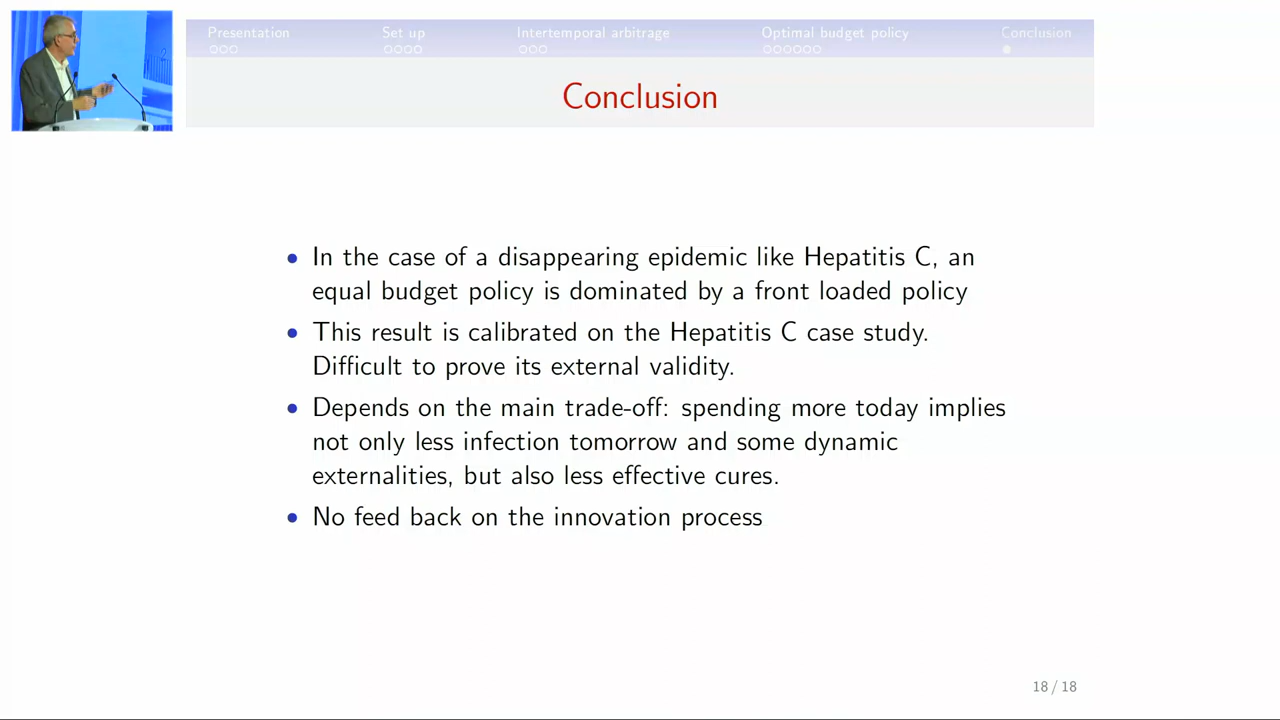 Presentation Set up Intertemporal arbitrage Optimal budget policy Conclusion
Conclusion
• In the case of a disappearing epidemic like Hepatitis C, an
equal budget policy is dominated by a front loaded policy
• This result is calibrated on the Hepatitis C case study.
Difficult to prove its external validity.
• Depends on the main trade-off: spending more today implies
not only less infection tomorrow and some dynamic
externalities, but also less effective cures.
• No feed back on the innovation process
18 / 18